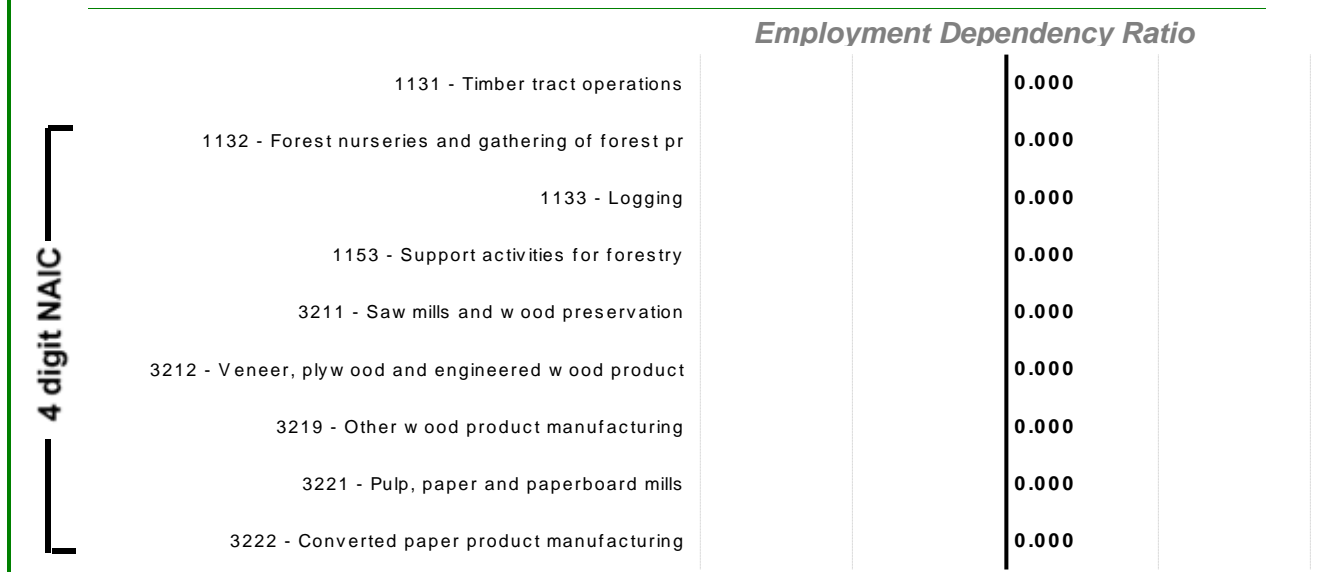 Employment Dependency Ratio
1131 - Timber tract operations 0.000
1132 - Forest nurseries and gathering of forest pr 0.000
1133 - Logging 0.000
1153 - Support activities for forestry 0.000
3211 - Saw mills and w ood preservation 0.000
3212 - Veneer, plyw ood and engineered w ood product 0.000
3219 - Other w ood product manufacturing 0.000
3221 - Pulp, paper and paperboard mills 0.000
3222 - Converted paper product manufacturing 0.000
4 digit NAIC